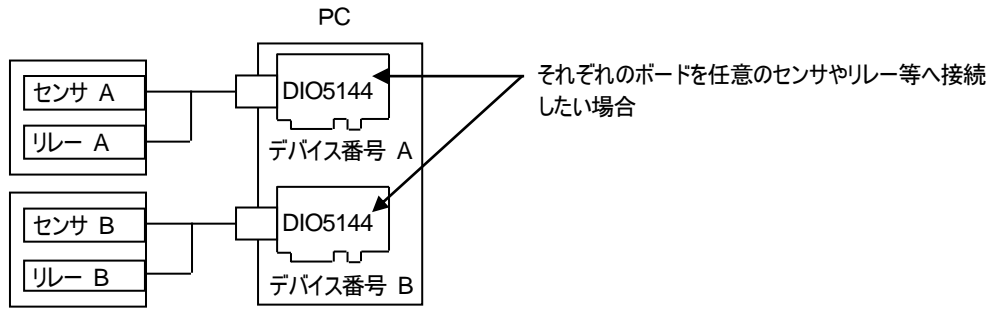 PC
センサ A
リレー A
DIO5144
デバイス番号 A
それぞれのボードを任意のセンサやリレー等へ接続
したい場合
センサ B
リレー B
DIO5144
デバイス番号 B